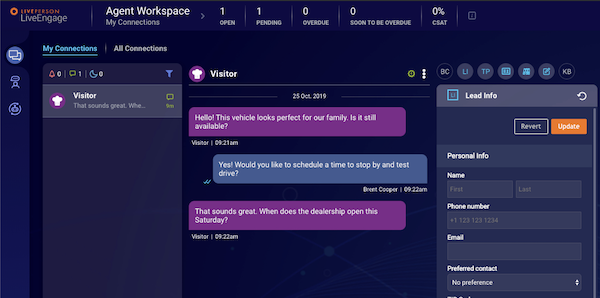 LIVEPERSON
LiveEngage
Agent Workspace
My Connections
1
OPEN
1
PENDING
0
OVERDUE
0
SOON TO BE OVERDUE
0%
CSAT
My Connections
All Connections
0
1
0
Visitor
That sounds great. Whe...
9m
Visitor
25 Oct, 2019
Hello! This vehicle looks perfect for our family. Is it still
available?
Visitor | 09:21am
Yes! Would you like to schedule a time to stop by and test
drive?
Brent Cooper | 09:22am
That sounds great. When does the dealership open this
Saturday?
Visitor | 09:22am
BC
LI
TP
KB
LI
Lead Info
Revert
Update
Personal Info
Name
First
Last
Phone number
+1 123 123 1234
Email
Preferred contact
No preference